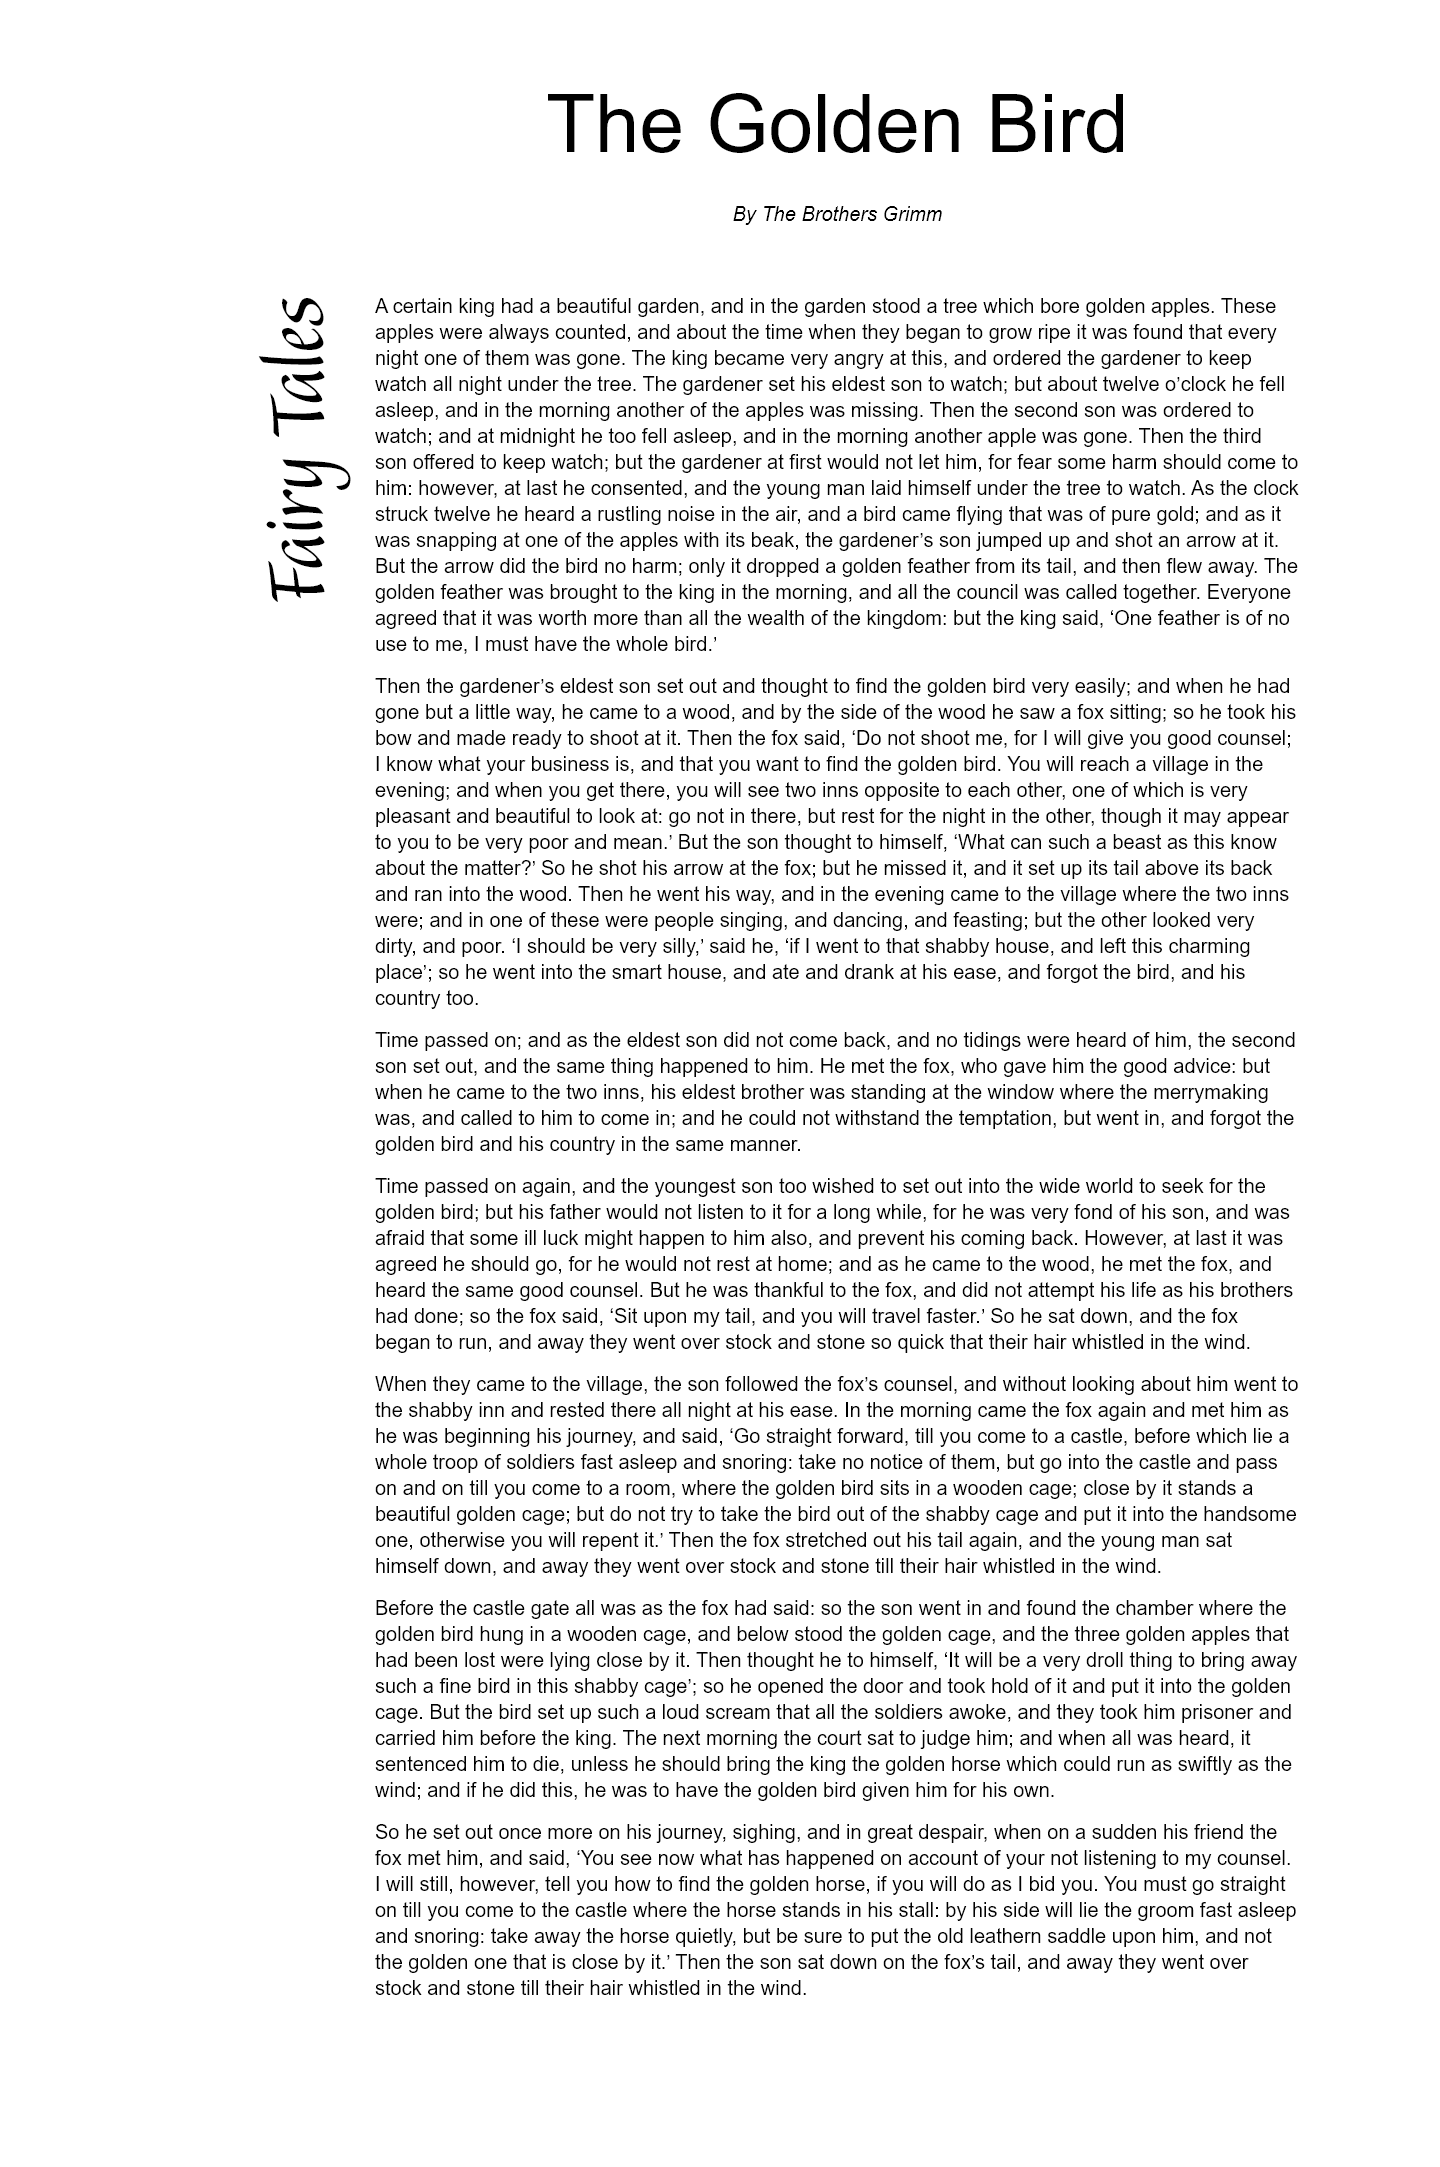 The Golden Bird
By The Brothers Grimm
Fairy Tales
A certain king had a beautiful garden, and in the garden stood a tree which bore golden apples. These
apples were always counted, and about the time when they began to grow ripe it was found that every
night one of them was gone. The king became very angry at this, and ordered the gardener to keep
watch all night under the tree. The gardener set his eldest son to watch; but about twelve o’clock he fell
asleep, and in the morning another of the apples was missing. Then the second son was ordered to
watch; and at midnight he too fell asleep, and in the morning another apple was gone. Then the third
son offered to keep watch; but the gardener at first would not let him, for fear some harm should come to
him: however, at last he consented, and the young man laid himself under the tree to watch. As the clock
struck twelve he heard a rustling noise in the air, and a bird came flying that was of pure gold; and as it
was snapping at one of the apples with its beak, the gardener’s son jumped up and shot an arrow at it.
But the arrow did the bird no harm; only it dropped a golden feather from its tail, and then flew away. The
golden feather was brought to the king in the morning, and all the council was called together. Everyone
agreed that it was worth more than all the wealth of the kingdom: but the king said, ‘One feather is of no
use to me, I must have the whole bird.’
Then the gardener’s eldest son set out and thought to find the golden bird very easily; and when he had
gone but a little way, he came to a wood, and by the side of the wood he saw a fox sitting; so he took his
bow and made ready to shoot at it. Then the fox said, ‘Do not shoot me, for I will give you good counsel;
I know what your business is, and that you want to find the golden bird. You will reach a village in the
evening; and when you get there, you will see two inns opposite to each other, one of which is very
pleasant and beautiful to look at: go not in there, but rest for the night in the other, though it may appear
to you to be very poor and mean.’ But the son thought to himself, ‘What can such a beast as this know
about the matter?’ So he shot his arrow at the fox; but he missed it, and it set up its tail above its back
and ran into the wood. Then he went his way, and in the evening came to the village where the two inns
were; and in one of these were people singing, and dancing, and feasting; but the other looked very
dirty, and poor. ‘I should be very silly,’ said he, ‘if I went to that shabby house, and left this charming
place’; so he went into the smart house, and ate and drank at his ease, and forgot the bird, and his
country too.
Time passed on; and as the eldest son did not come back, and no tidings were heard of him, the second
son set out, and the same thing happened to him. He met the fox, who gave him the good advice: but
when he came to the two inns, his eldest brother was standing at the window where the merrymaking
was, and called to him to come in; and he could not withstand the temptation, but went in, and forgot the
golden bird and his country in the same manner.
Time passed on again, and the youngest son too wished to set out into the wide world to seek for the
golden bird; but his father would not listen to it for a long while, for he was very fond of his son, and was
afraid that some ill luck might happen to him also, and prevent his coming back. However, at last it was
agreed he should go, for he would not rest at home; and as he came to the wood, he met the fox, and
heard the same good counsel. But he was thankful to the fox, and did not attempt his life as his brothers
had done; so the fox said, ‘Sit upon my tail, and you will travel faster.’ So he sat down, and the fox
began to run, and away they went over stock and stone so quick that their hair whistled in the wind.
When they came to the village, the son followed the fox’s counsel, and without looking about him went to
the shabby inn and rested there all night at his ease. In the morning came the fox again and met him as
he was beginning his journey, and said, ‘Go straight forward, till you come to a castle, before which lie a
whole troop of soldiers fast asleep and snoring: take no notice of them, but go into the castle and pass
on and on till you come to a room, where the golden bird sits in a wooden cage; close by it stands a
beautiful golden cage; but do not try to take the bird out of the shabby cage and put it into the handsome
one, otherwise you will repent it.’ Then the fox stretched out his tail again, and the young man sat
himself down, and away they went over stock and stone till their hair whistled in the wind.
Before the castle gate all was as the fox had said: so the son went in and found the chamber where the
golden bird hung in a wooden cage, and below stood the golden cage, and the three golden apples that
had been lost were lying close by it. Then thought he to himself, ‘It will be a very droll thing to bring away
such a fine bird in this shabby cage’; so he opened the door and took hold of it and put it into the golden
cage. But the bird set up such a loud scream that all the soldiers awoke, and they took him prisoner and
carried him before the king. The next morning the court sat to judge him; and when all was heard, it
sentenced him to die, unless he should bring the king the golden horse which could run as swiftly as the
wind; and if he did this, he was to have the golden bird given him for his own.
So he set out once more on his journey, sighing, and in great despair, when on a sudden his friend the
fox met him, and said, ‘You see now what has happened on account of your not listening to my counsel.
I will still, however, tell you how to find the golden horse, if you will do as I bid you. You must go straight
on till you come to the castle where the horse stands in his stall: by his side will lie the groom fast asleep
and snoring: take away the horse quietly, but be sure to put the old leathern saddle upon him, and not
the golden one that is close by it.’ Then the son sat down on the fox’s tail, and away they went over
stock and stone till their hair whistled in the wind.